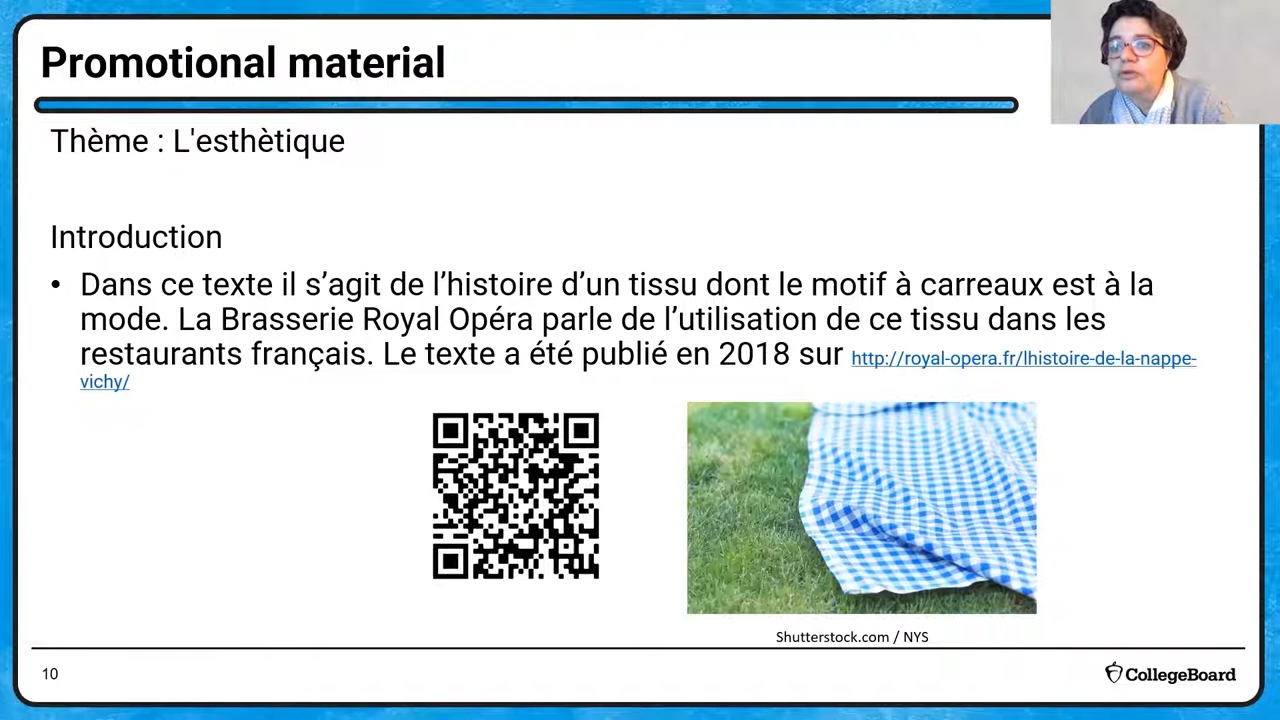 Promotional material
Thème : L'esthètique
Introduction
• Dans ce texte il s’agit de l’histoire d’un tissu dont le motif à carreaux est à la
mode. La Brasserie Royal Opéra parle de l’utilisation de ce tissu dans les
restaurants français. Le texte a été publié en 2018 sur http://royal-opera.fr/lhistoire-de-la-nappe-
vichy/
Shutterstock.com / NYS
10
CollegeBoard